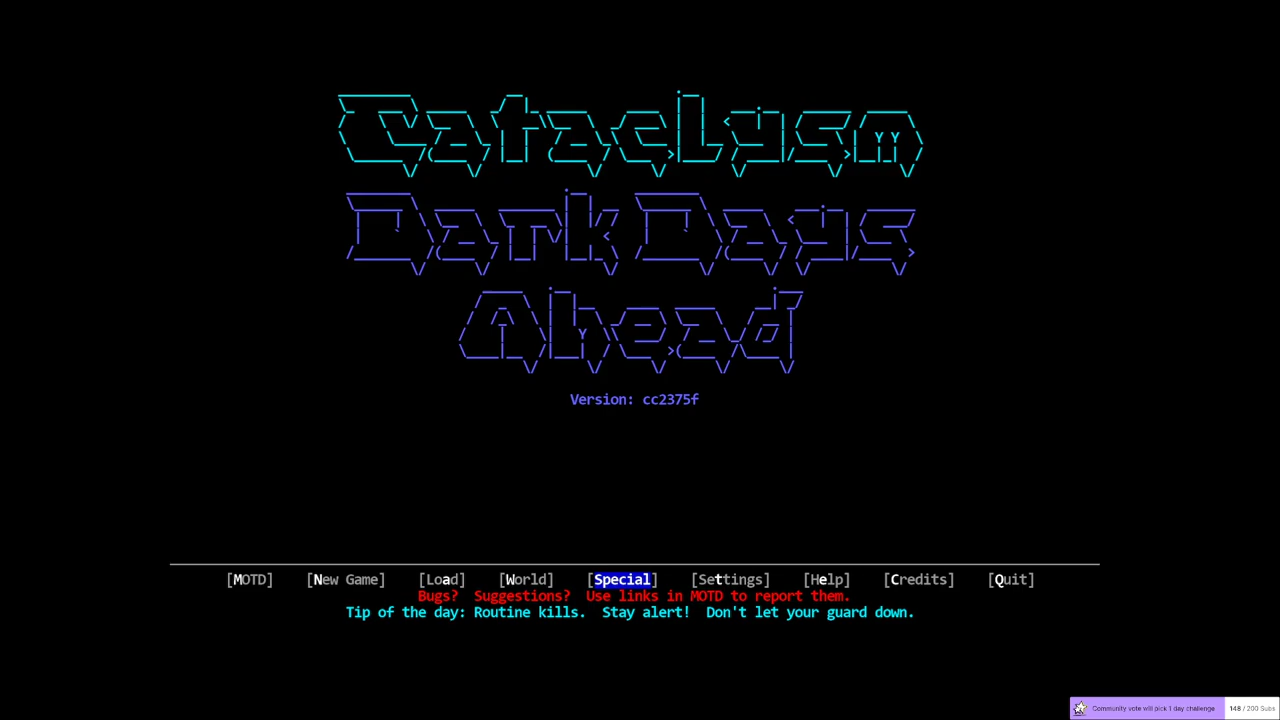 Cataclysm
Dark Days
Ahead
Version: cc2375f
[MOTD] [New Game] [Load] [World] [Special] [Settings] [Help] [Credits] [Quit]
Bugs? Suggestions? Use links in MOTD to report them.
Tip of the day: Routine kills. Stay alert! Don't let your guard down.
Community vote will pick 1 day challenge 148 / 200 Subs